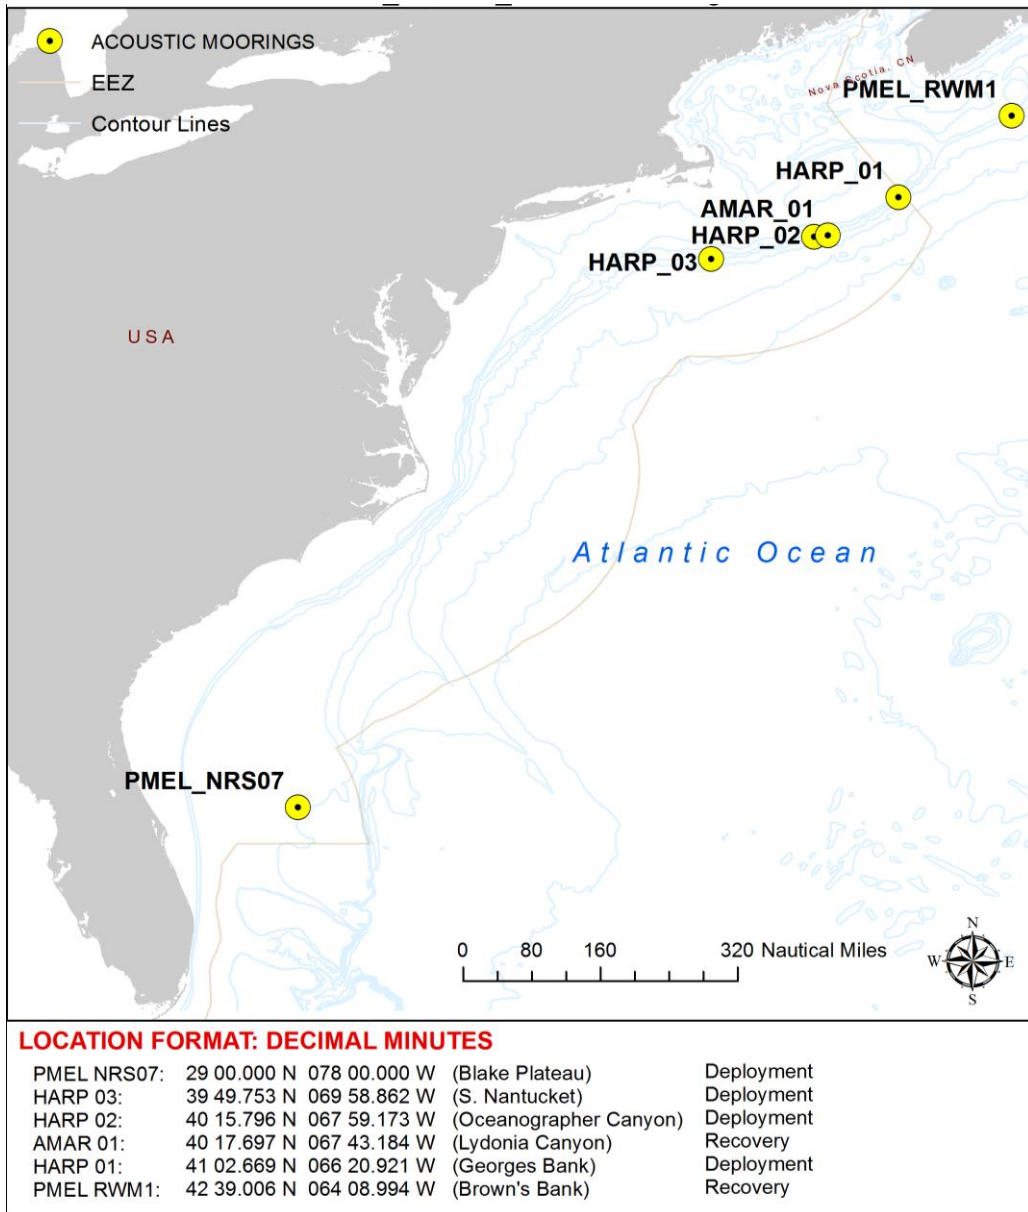 ACOUSTIC MOORINGS
EEZ
Contour Lines
Nova Scotia, CN
PMEL_RWM1
HARP_01
AMAR_01
HARP_02
HARP_03
USA
Atlantic Ocean
PMEL_NRS07
0 80 160 320 Nautical Miles
N
W E
S
LOCATION FORMAT: DECIMAL MINUTES
PMEL NRS07: 29 00.000 N 078 00.000 W (Blake Plateau) Deployment
HARP 03: 39 49.753 N 069 58.862 W (S. Nantucket) Deployment
HARP 02: 40 15.796 N 067 59.173 W (Oceanographer Canyon) Deployment
AMAR 01: 40 17.697 N 067 43.184 W (Lydonia Canyon) Recovery
HARP 01: 41 02.669 N 066 20.921 W (Georges Bank) Deployment
PMEL RWM1: 42 39.006 N 064 08.994 W (Brown's Bank) Recovery